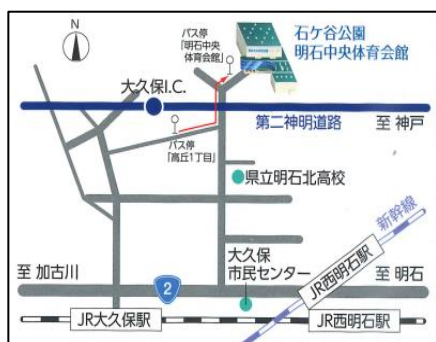 N
バス停
「明石中央
体育会館」
石ケ谷公園
明石中央体育会館
大久保I.C.
第二神明道路
至 神戸
バス停
「高丘1丁目」
県立明石北高校
新幹線
大久保
市民センター
JR西明石駅
至 加古川
2
至 明石
JR大久保駅
JR西明石駅